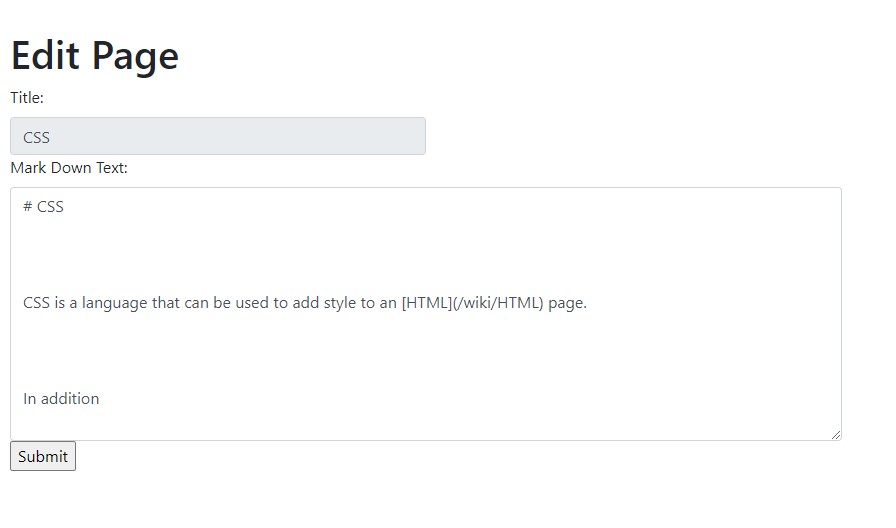 Edit Page
Title:
CSS
Mark Down Text:
# CSS
CSS is a language that can be used to add style to an [HTML](/wiki/HTML) page.
In addition
Submit